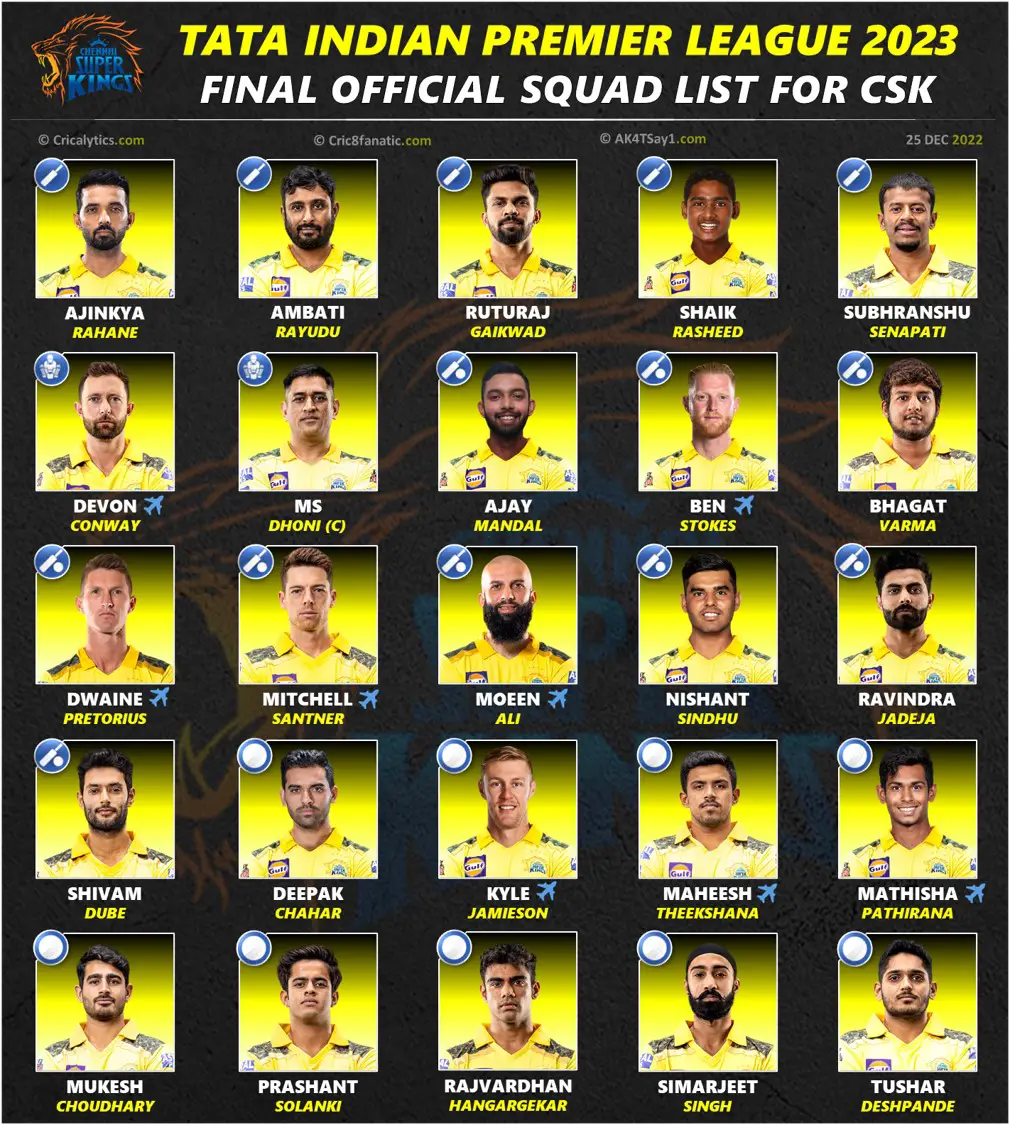 CHENNAI
SUPER
KINGS
TATA INDIAN PREMIER LEAGUE 2023
FINAL OFFICIAL SQUAD LIST FOR CSK
© Cricalytics.com © Cric8fanatic.com © AK4TSay1.com 25 DEC 2022
AJINKYA AMBATI RUTURAJ SHAIK SUBHRANSHU
RAHANE RAYUDU GAIKWAD RASHEED SENAPATI
DEVON MS AJAY BEN BHAGAT
CONWAY DHONI (C) MANDAL STOKES VARMA
DWAINE MITCHELL MOEEN NISHANT RAVINDRA
PRETORIUS SANTNER ALI SINDHU JADEJA
SHIVAM DEEPAK KYLE MAHEESH MATHISHA
DUBE CHAHAR JAMIESON THEEKSHANA PATHIRANA
MUKESH PRASHANT RAJVARDHAN SIMARJEET TUSHAR
CHOUDHARY SOLANKI HANGARGEKAR SINGH DESHPANDE